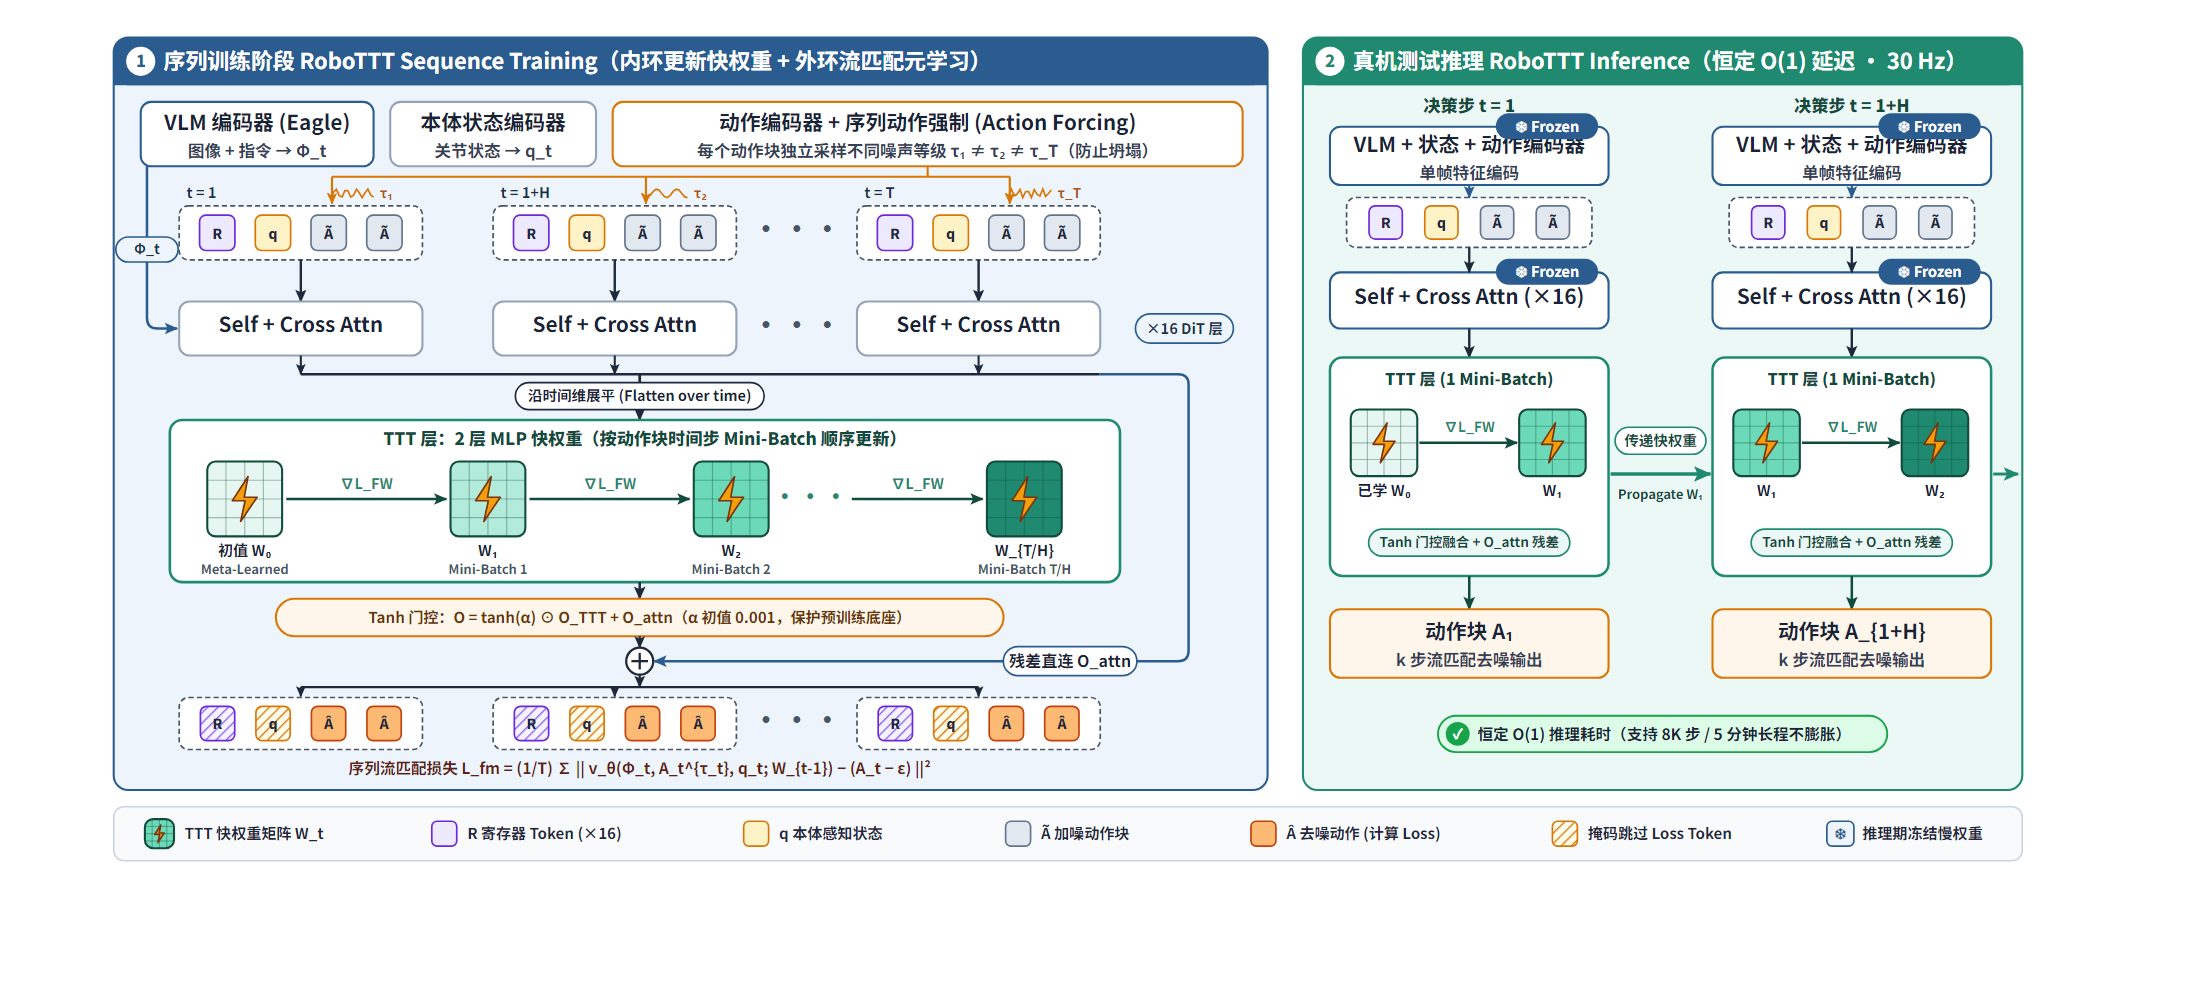 1 序列训练阶段 RoboTTT Sequence Training（内环更新快权重 + 外环流匹配元学习）
VLM 编码器 (Eagle)
图像 + 指令 → Φ_t
本体状态编码器
关节状态 → q_t
动作编码器 + 序列动作强制 (Action Forcing)
每个动作块独立采样不同噪声等级 τ₁ ≠ τ₂ ≠ τ_T（防止坍塌）
t = 1
τ₁
t = 1+H
τ₂
t = T
τ_T
R q Ã Ã
R q Ã Ã
• • •
R q Ã Ã
Φ_t
Self + Cross Attn
Self + Cross Attn
• • •
Self + Cross Attn
×16 DiT 层
沿时间维展平 (Flatten over time)
TTT 层：2 层 MLP 快权重（按动作块时间步 Mini-Batch 顺序更新）
∇L_FW
∇L_FW
• • •
∇L_FW
初值 W₀
Meta-Learned
W₁
Mini-Batch 1
W₂
Mini-Batch 2
W_{T/H}
Mini-Batch T/H
Tanh 门控：O = tanh(α) ⊙ O_TTT + O_attn（α 初值 0.001，保护预训练底座）
残差直连 O_attn
R q Â Â
R q Â Â
• • •
R q Â Â
序列流匹配损失 L_fm = (1/T) Σ || v_θ(Φ_t, A_t^{τ_t}, q_t; W_{t-1}) − (A_t − ε) ||²
2 真机测试推理 RoboTTT Inference（恒定 O(1) 延迟 · 30 Hz）
决策步 t = 1
❄ Frozen
VLM + 状态 + 动作编码器
单帧特征编码
R q Ã Ã
❄ Frozen
Self + Cross Attn (×16)
TTT 层 (1 Mini-Batch)
∇L_FW
已学 W₀
W₁
Tanh 门控融合 + O_attn 残差
动作块 A₁
k 步流匹配去噪输出
传递快权重
Propagate W₁
决策步 t = 1+H
❄ Frozen
VLM + 状态 + 动作编码器
单帧特征编码
R q Ã Ã
❄ Frozen
Self + Cross Attn (×16)
TTT 层 (1 Mini-Batch)
∇L_FW
W₁
W₂
Tanh 门控融合 + O_attn 残差
动作块 A_{1+H}
k 步流匹配去噪输出
✓ 恒定 O(1) 推理耗时（支持 8K 步 / 5 分钟长程不膨胀）
TTT 快权重矩阵 W_t
R 寄存器 Token (×16)
q 本体感知状态
Ã 加噪动作块
Â 去噪动作 (计算 Loss)
掩码跳过 Loss Token
❄ 推理期冻结慢权重